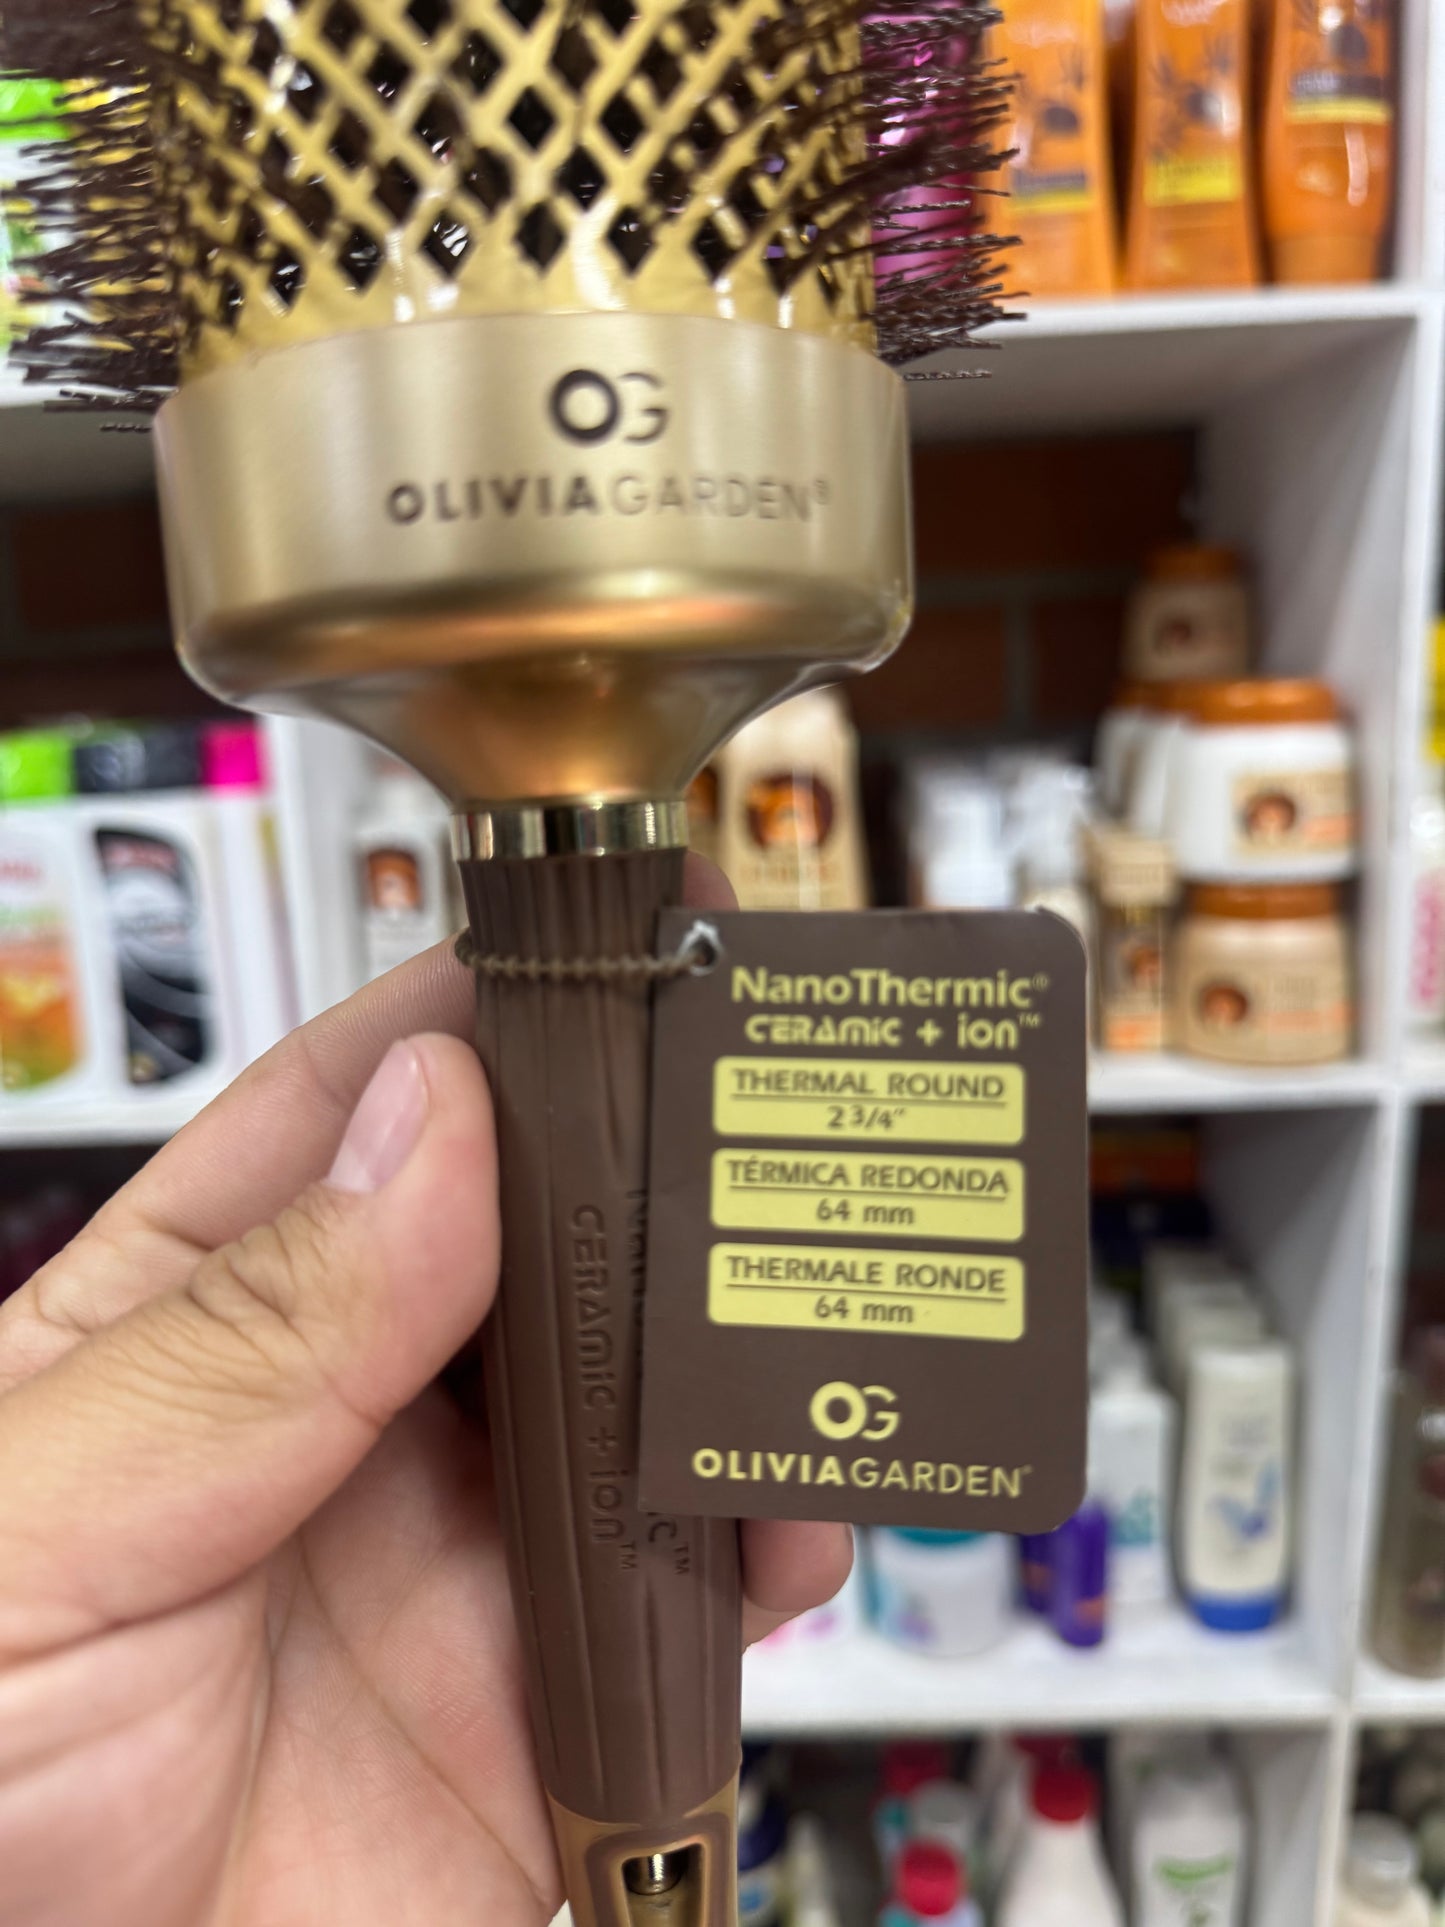 OG
OLIVIAGARDEN®
NanoThermic®
CERAMIC + ion™
THERMAL ROUND
2 3/4"
TÉRMICA REDONDA
64 mm
THERMALE RONDE
64 mm
OG
OLIVIAGARDEN®
CERAMIC + ion™